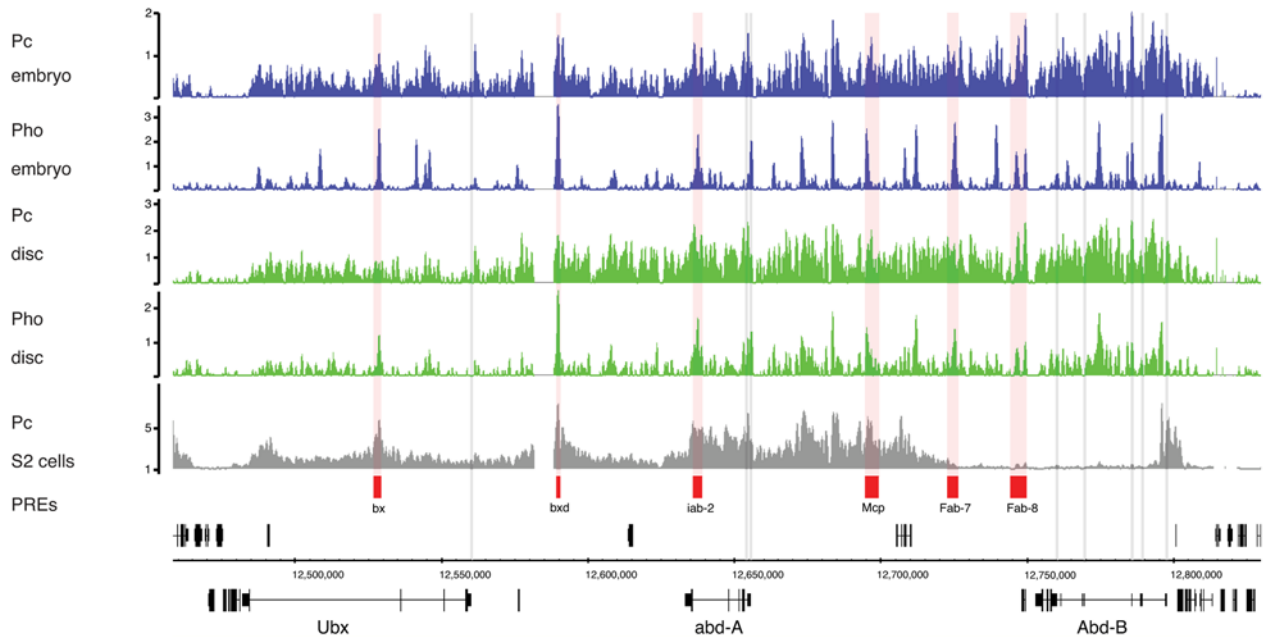 Pc
embryo
2
1
Pho
embryo
3
2
1
Pc
disc
3
2
1
Pho
disc
2
1
Pc
S2 cells
5
1
PREs
bx
bxd
iab-2
Mcp
Fab-7
Fab-8
12,500,000
12,550,000
12,600,000
12,650,000
12,700,000
12,750,000
12,800,000
Ubx
abd-A
Abd-B